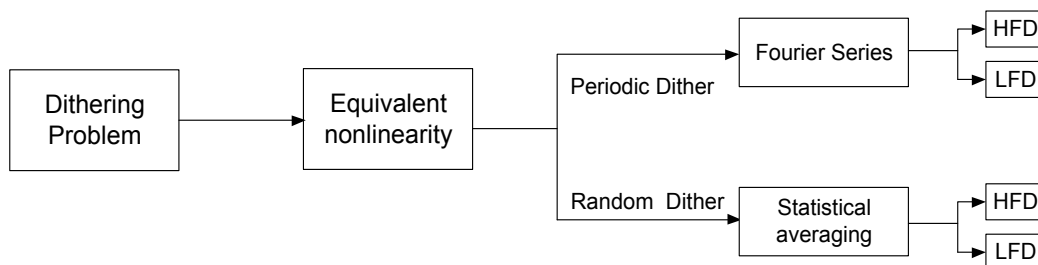 Dithering
Problem
Equivalent
nonlinearity
Periodic Dither
Fourier Series
HFD
LFD
Random Dither
Statistical
averaging
HFD
LFD